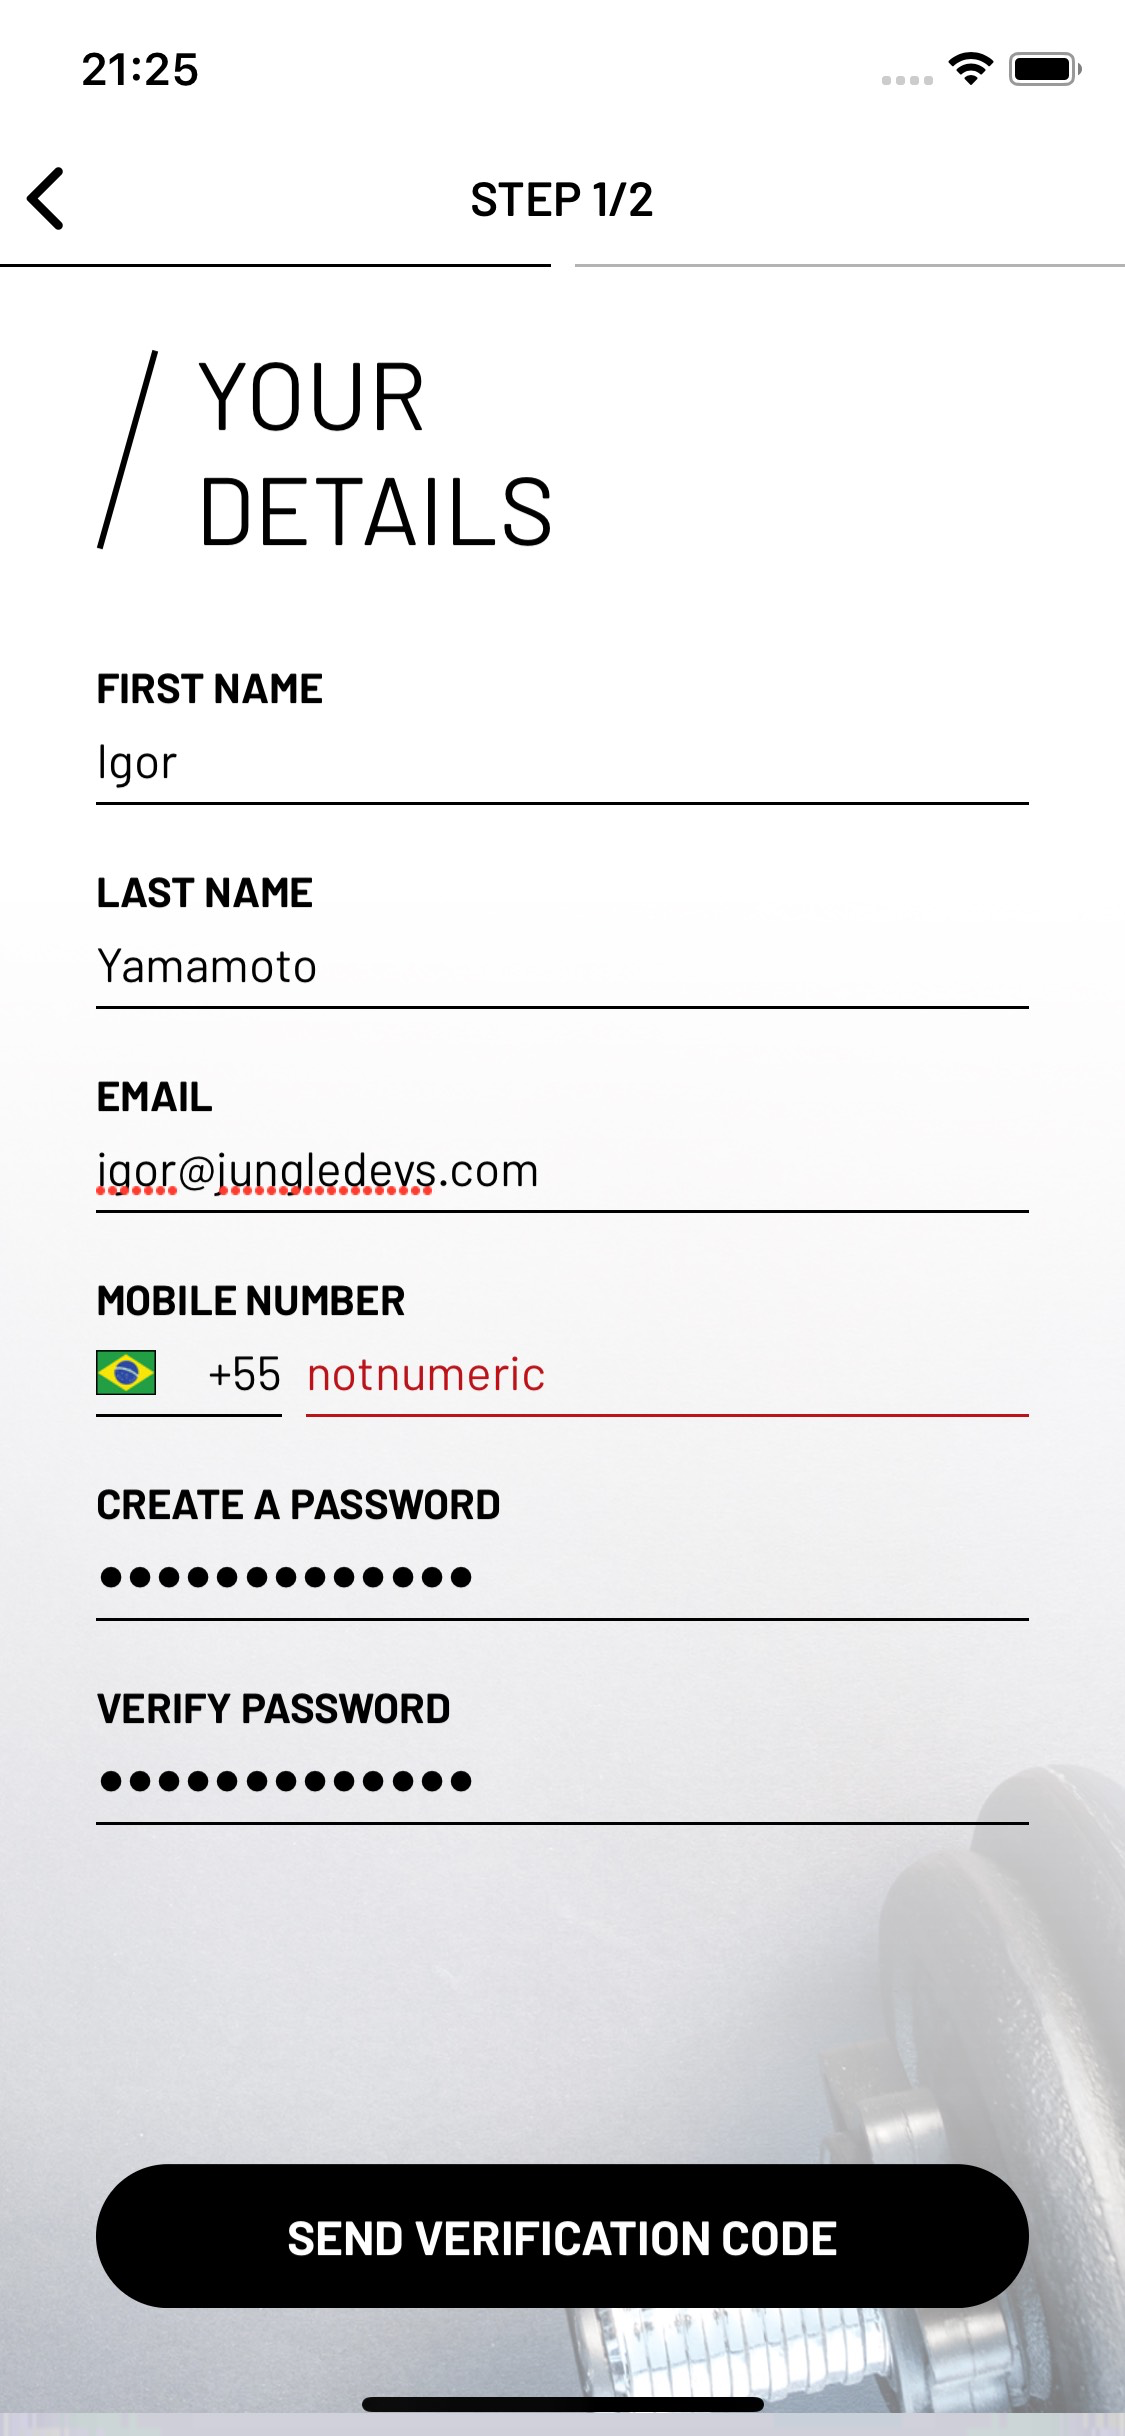 21:25
STEP 1/2
YOUR
DETAILS
FIRST NAME
Igor
LAST NAME
Yamamoto
EMAIL
igor@jungledevs.com
MOBILE NUMBER
+55 notnumeric
CREATE A PASSWORD
•••••••••••••
VERIFY PASSWORD
•••••••••••••
SEND VERIFICATION CODE